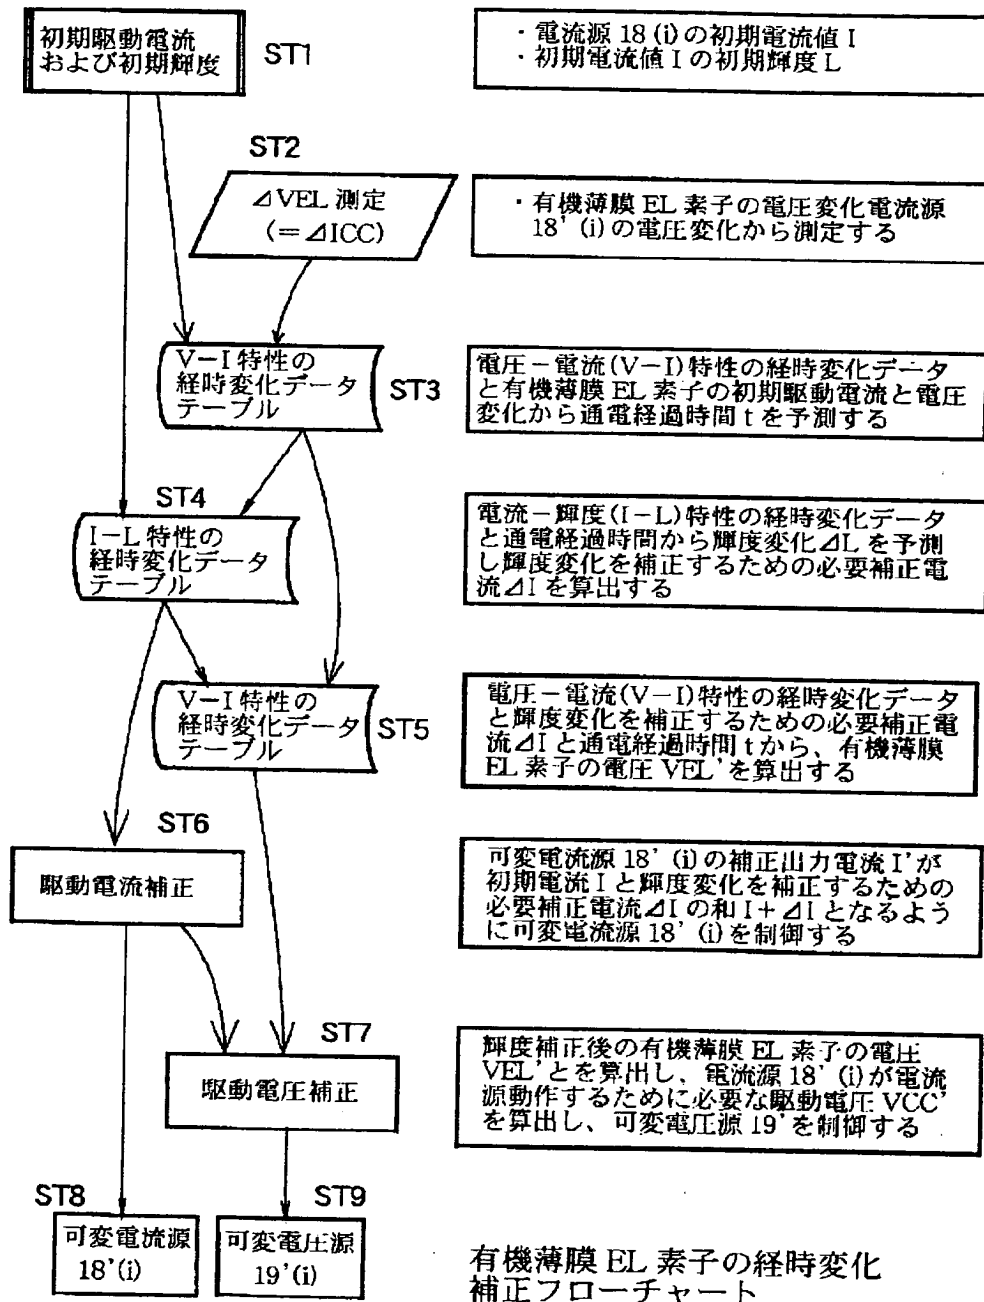 初期駆動電流
および初期輝度
ST1
・電流源 18 (i) の初期電流値 I
・初期電流値 I の初期輝度 L
ST2
⊿VEL 測定
(=⊿ICC)
・有機薄膜 EL 素子の電圧変化電流源
18' (i) の電圧変化から測定する
V－I 特性の
経時変化データ
テーブル
ST3
電圧－電流(V－I)特性の経時変化データ
と有機薄膜 EL 素子の初期駆動電流と電圧
変化から通電経過時間 t を予測する
ST4
I－L 特性の
経時変化データ
テーブル
電流－輝度(I－L)特性の経時変化データ
と通電経過時間から輝度変化⊿L を予測
し輝度変化を補正するための必要補正電
流⊿I を算出する
V－I 特性の
経時変化データ
テーブル
ST5
電圧－電流(V－I)特性の経時変化データ
と輝度変化を補正するための必要補正電
流⊿I と通電経過時間 t から、有機薄膜
EL 素子の電圧 VEL'を算出する
ST6
駆動電流補正
可変電流源 18' (i) の補正出力電流 I' が
初期電流 I と輝度変化を補正するための
必要補正電流⊿I の和 I+⊿I となるよう
に可変電流源 18' (i) を制御する
ST7
駆動電圧補正
輝度補正後の有機薄膜 EL 素子の電圧
VEL'とを算出し、電流源 18' (i) が電流
源動作するために必要な駆動電圧 VCC'
を算出し、可変電圧源 19' を制御する
ST8
可変電流源
18'(i)
ST9
可変電圧源
19'(i)
有機薄膜 EL 素子の経時変化
補正フローチャート